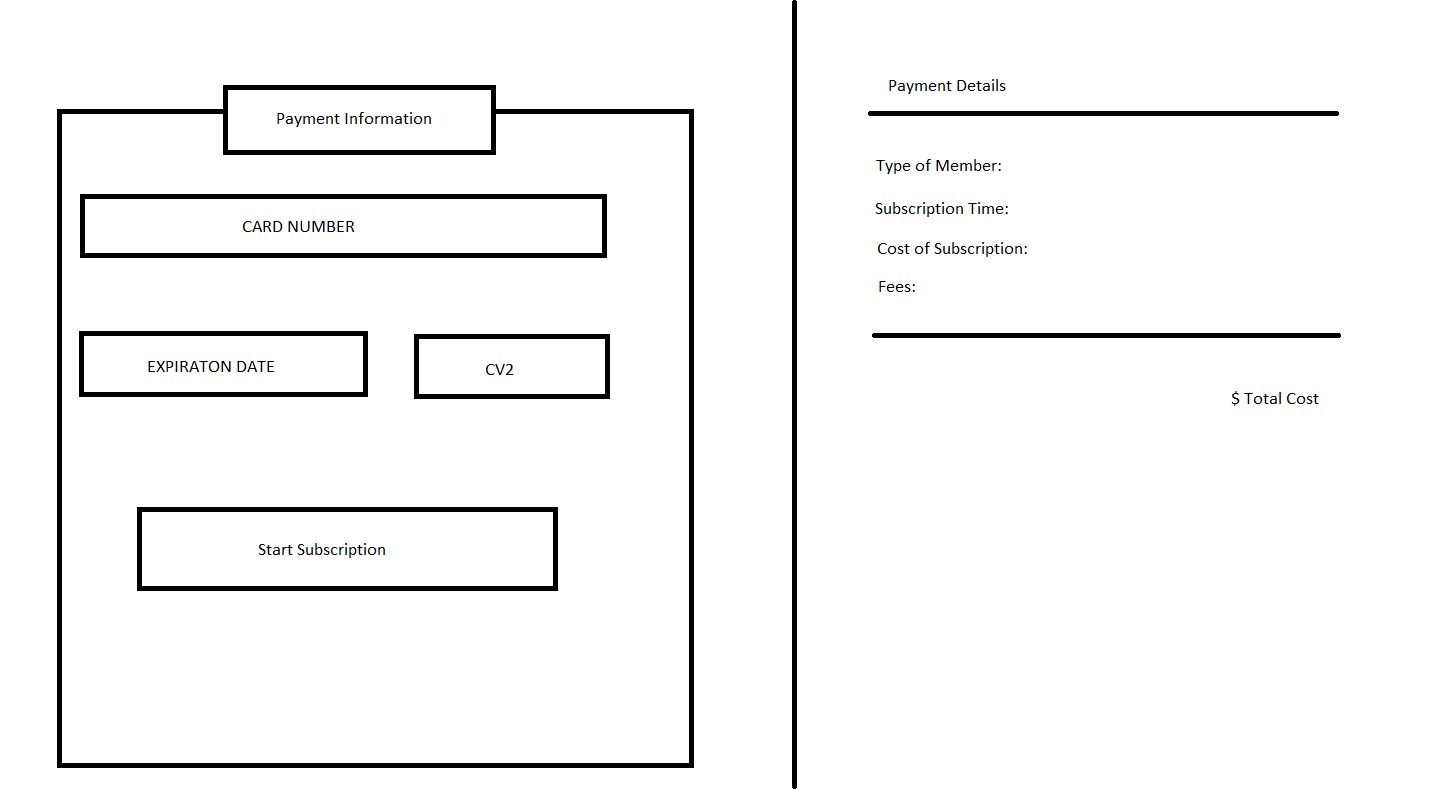 Payment Information
CARD NUMBER
EXPIRATON DATE
CV2
Start Subscription
Payment Details
Type of Member:
Subscription Time:
Cost of Subscription:
Fees:
$ Total Cost